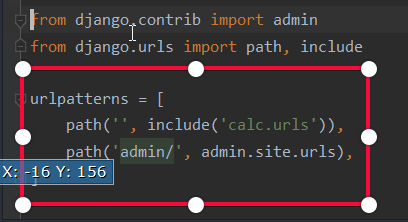 from django.contrib import admin
from django.urls import path, include
urlpatterns = [
path('', include('calc.urls')),
path('admin/', admin.site.urls),
X: -16 Y: 156
]